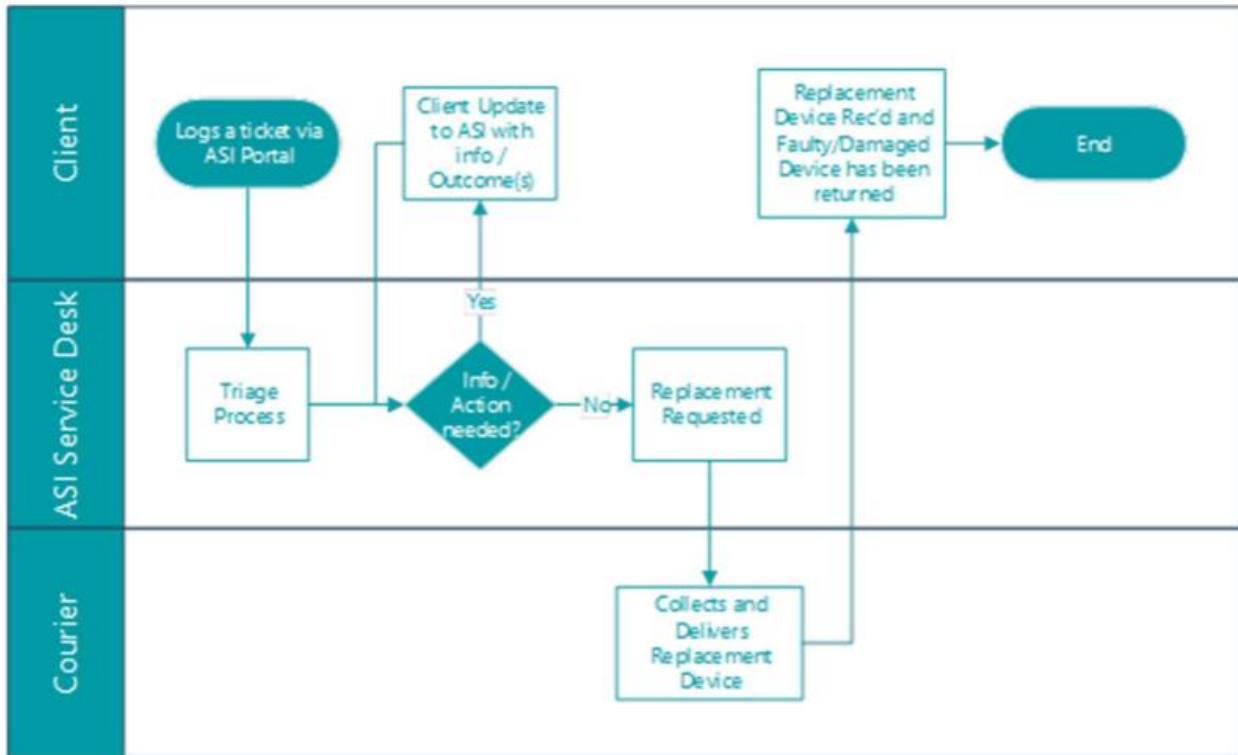 Client
Logs a ticket via
ASI Portal
Client Update
to ASI with
info /
Outcome(s)
Replacement
Device Rec'd and
Faulty/Damaged
Device has been
returned
End
ASI Service Desk
Triage
Process
Yes
Info /
Action
needed?
No
Replacement
Requested
Courier
Collects and
Delivers
Replacement
Device